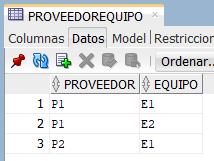 PROVEEDOREQUIPO
Columnas Datos Model Restriccion
Ordenar...
PROVEEDOR EQUIPO
1 P1 E1
2 P1 E2
3 P2 E1